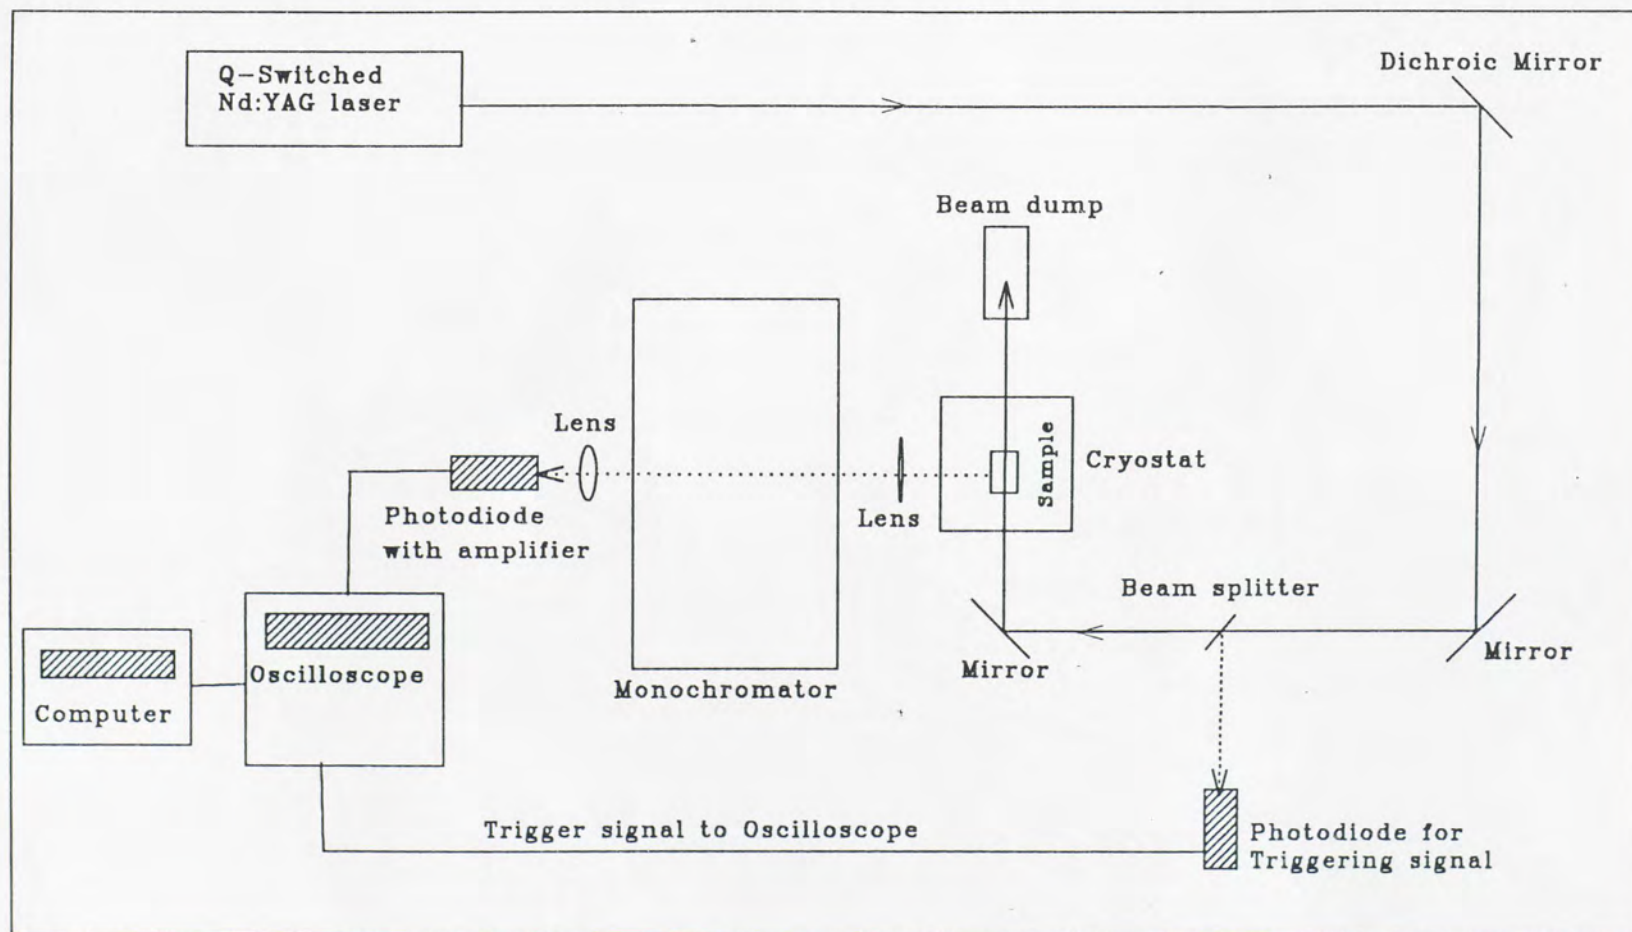 Q-Switched
Nd:YAG laser
Dichroic Mirror
Beam dump
Lens
Sample
Cryostat
Photodiode
with amplifier
Lens
Beam splitter
Mirror
Mirror
Oscilloscope
Monochromator
Computer
Trigger signal to Oscilloscope
Photodiode for
Triggering signal